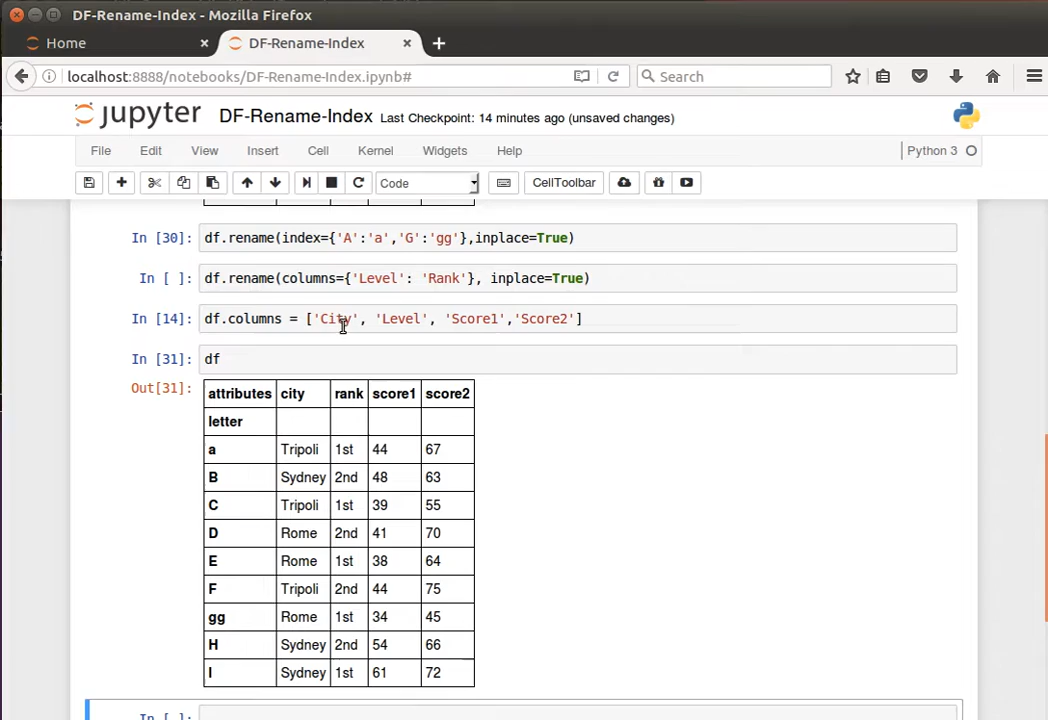 DF-Rename-Index - Mozilla Firefox
Home DF-Rename-Index
localhost:8888/notebooks/DF-Rename-Index.ipynb# Search
jupyter DF-Rename-Index Last Checkpoint: 14 minutes ago (unsaved changes)
File Edit View Insert Cell Kernel Widgets Help Python 3
Code CellToolbar
In [30]: df.rename(index={'A':'a','G':'gg'},inplace=True)
In [ ]: df.rename(columns={'Level': 'Rank'}, inplace=True)
In [14]: df.columns = ['City', 'Level', 'Score1','Score2']
In [31]: df
Out[31]: attributes city rank score1 score2
letter
a Tripoli 1st 44 67
B Sydney 2nd 48 63
C Tripoli 1st 39 55
D Rome 2nd 41 70
E Rome 1st 38 64
F Tripoli 2nd 44 75
gg Rome 1st 34 45
H Sydney 2nd 54 66
I Sydney 1st 61 72
In [ ]: